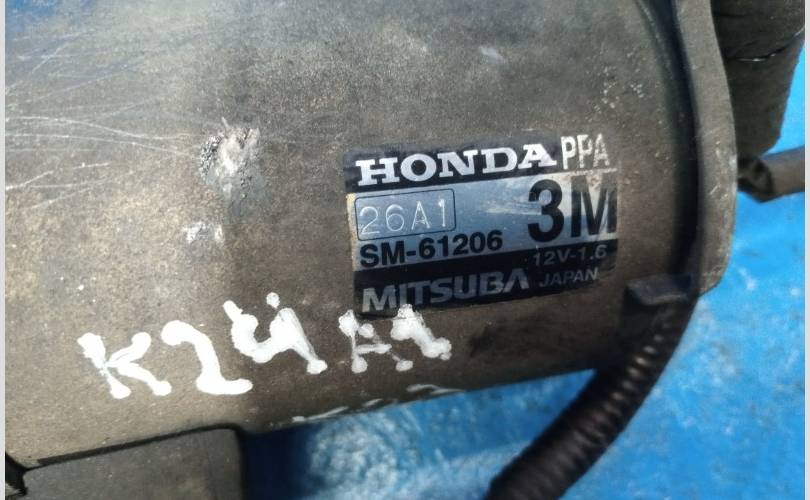 HONDA PPA
26A1 3M
SM-61206
12V-1.6
MITSUBA JAPAN
K24A1